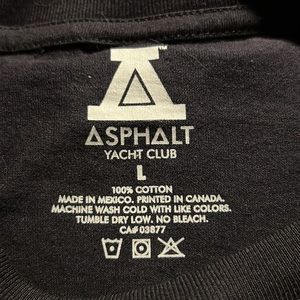 ™
ASPHALT
YACHT CLUB
L
100% COTTON
MADE IN MEXICO. PRINTED IN CANADA.
MACHINE WASH COLD WITH LIKE COLORS.
TUMBLE DRY LOW. NO BLEACH.
CA# 03877